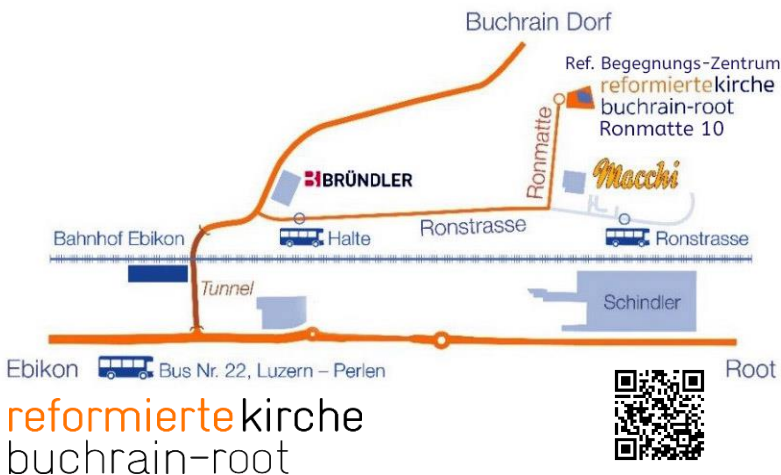 Buchrain Dorf
Ref. Begegnungs-Zentrum
reformiertekirche
buchrain-root
Ronmatte 10
Ronmatte
Macchi
BRÜNDLER
Ronstrasse
Bahnhof Ebikon
Halte
Ronstrasse
Tunnel
Schindler
Ebikon
Bus Nr. 22, Luzern – Perlen
Root
reformiertekirche
buchrain-root